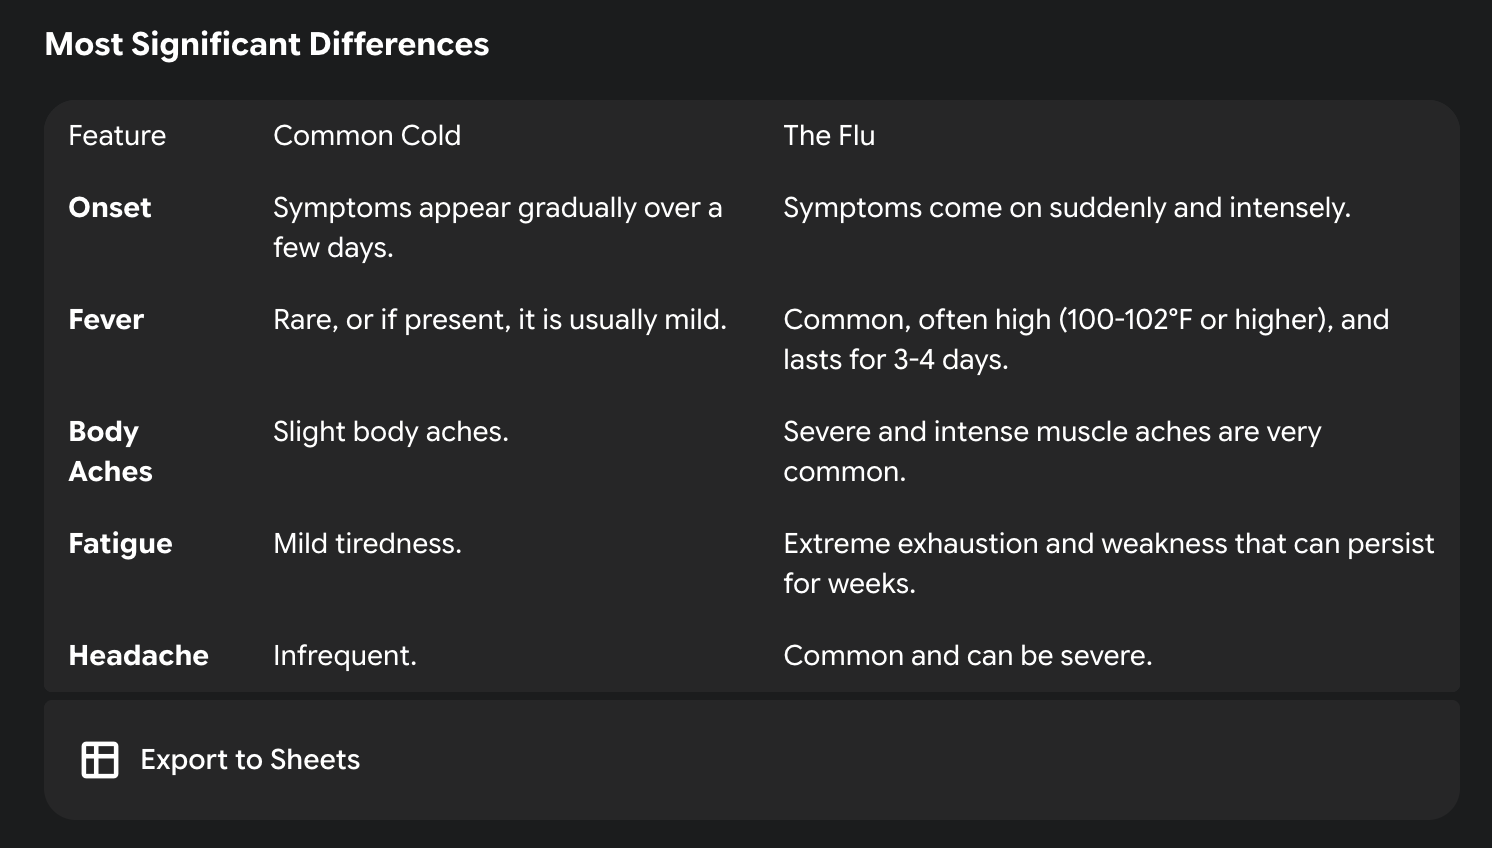 Most Significant Differences
Feature Common Cold The Flu
Onset Symptoms appear gradually over a Symptoms come on suddenly and intensely.
few days.
Fever Rare, or if present, it is usually mild. Common, often high (100-102°F or higher), and
lasts for 3-4 days.
Body Slight body aches. Severe and intense muscle aches are very
Aches common.
Fatigue Mild tiredness. Extreme exhaustion and weakness that can persist
for weeks.
Headache Infrequent. Common and can be severe.
Export to Sheets